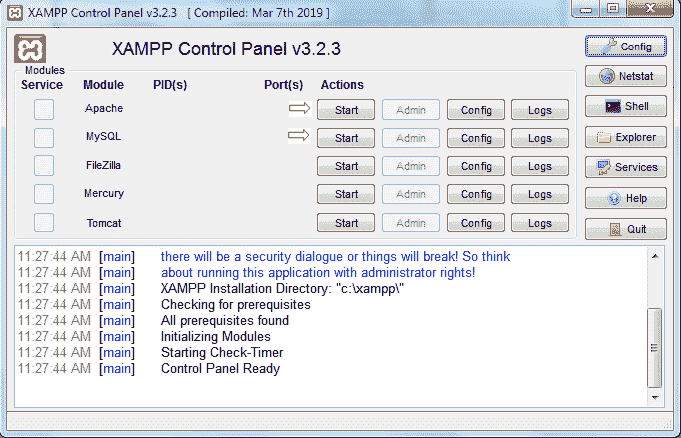 XAMPP Control Panel v3.2.3 [ Compiled: Mar 7th 2019 ]
XAMPP Control Panel v3.2.3
Config
Modules
Service Module PID(s) Port(s) Actions
Netstat
Apache Start Admin Config Logs
Shell
MySQL Start Admin Config Logs
Explorer
FileZilla Start Admin Config Logs
Services
Mercury Start Admin Config Logs
Help
Tomcat Start Admin Config Logs
Quit
11:27:44 AM [main] there will be a security dialogue or things will break! So think
11:27:44 AM [main] about running this application with administrator rights!
11:27:44 AM [main] XAMPP Installation Directory: "c:\xampp\"
11:27:44 AM [main] Checking for prerequisites
11:27:44 AM [main] All prerequisites found
11:27:44 AM [main] Initializing Modules
11:27:44 AM [main] Starting Check-Timer
11:27:44 AM [main] Control Panel Ready